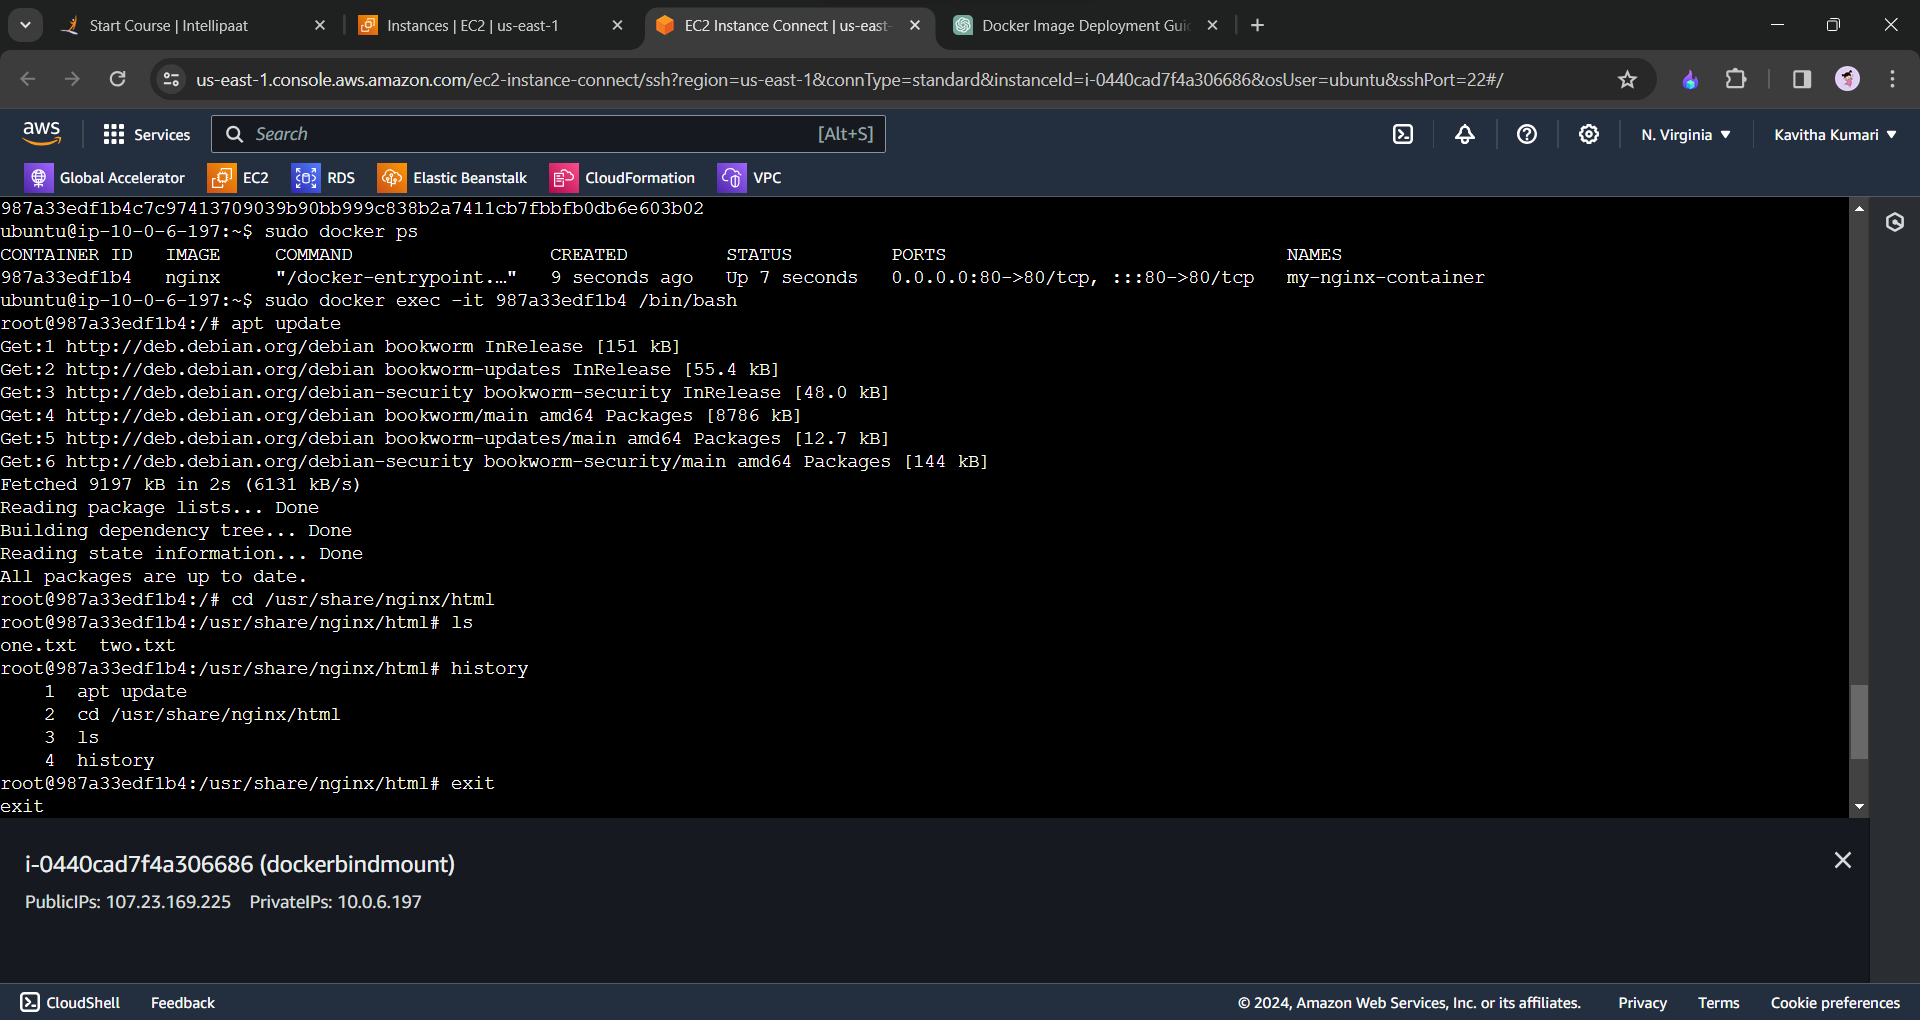 Start Course | Intellipaat
Instances | EC2 | us-east-1
EC2 Instance Connect | us-east-
Docker Image Deployment Gui
us-east-1.console.aws.amazon.com/ec2-instance-connect/ssh?region=us-east-1&connType=standard&instanceId=i-0440cad7f4a306686&osUser=ubuntu&sshPort=22#/
aws
Services
Search
[Alt+S]
N. Virginia
Kavitha Kumari
Global Accelerator
EC2
RDS
Elastic Beanstalk
CloudFormation
VPC
987a33edf1b4c7c97413709039b90bb999c838b2a7411cb7fbbfb0db6e603b02
ubuntu@ip-10-0-6-197:~$ sudo docker ps
CONTAINER ID   IMAGE     COMMAND                  CREATED         STATUS         PORTS                               NAMES
987a33edf1b4   nginx     "/docker-entrypoint.…"   9 seconds ago   Up 7 seconds   0.0.0.0:80->80/tcp, :::80->80/tcp   my-nginx-container
ubuntu@ip-10-0-6-197:~$ sudo docker exec -it 987a33edf1b4 /bin/bash
root@987a33edf1b4:/# apt update
Get:1 http://deb.debian.org/debian bookworm InRelease [151 kB]
Get:2 http://deb.debian.org/debian bookworm-updates InRelease [55.4 kB]
Get:3 http://deb.debian.org/debian-security bookworm-security InRelease [48.0 kB]
Get:4 http://deb.debian.org/debian bookworm/main amd64 Packages [8786 kB]
Get:5 http://deb.debian.org/debian bookworm-updates/main amd64 Packages [12.7 kB]
Get:6 http://deb.debian.org/debian-security bookworm-security/main amd64 Packages [144 kB]
Fetched 9197 kB in 2s (6131 kB/s)
Reading package lists... Done
Building dependency tree... Done
Reading state information... Done
All packages are up to date.
root@987a33edf1b4:/# cd /usr/share/nginx/html
root@987a33edf1b4:/usr/share/nginx/html# ls
one.txt  two.txt
root@987a33edf1b4:/usr/share/nginx/html# history
    1  apt update
    2  cd /usr/share/nginx/html
    3  ls
    4  history
root@987a33edf1b4:/usr/share/nginx/html# exit
exit
i-0440cad7f4a306686 (dockerbindmount)
PublicIPs: 107.23.169.225    PrivateIPs: 10.0.6.197
CloudShell
Feedback
© 2024, Amazon Web Services, Inc. or its affiliates.
Privacy
Terms
Cookie preferences